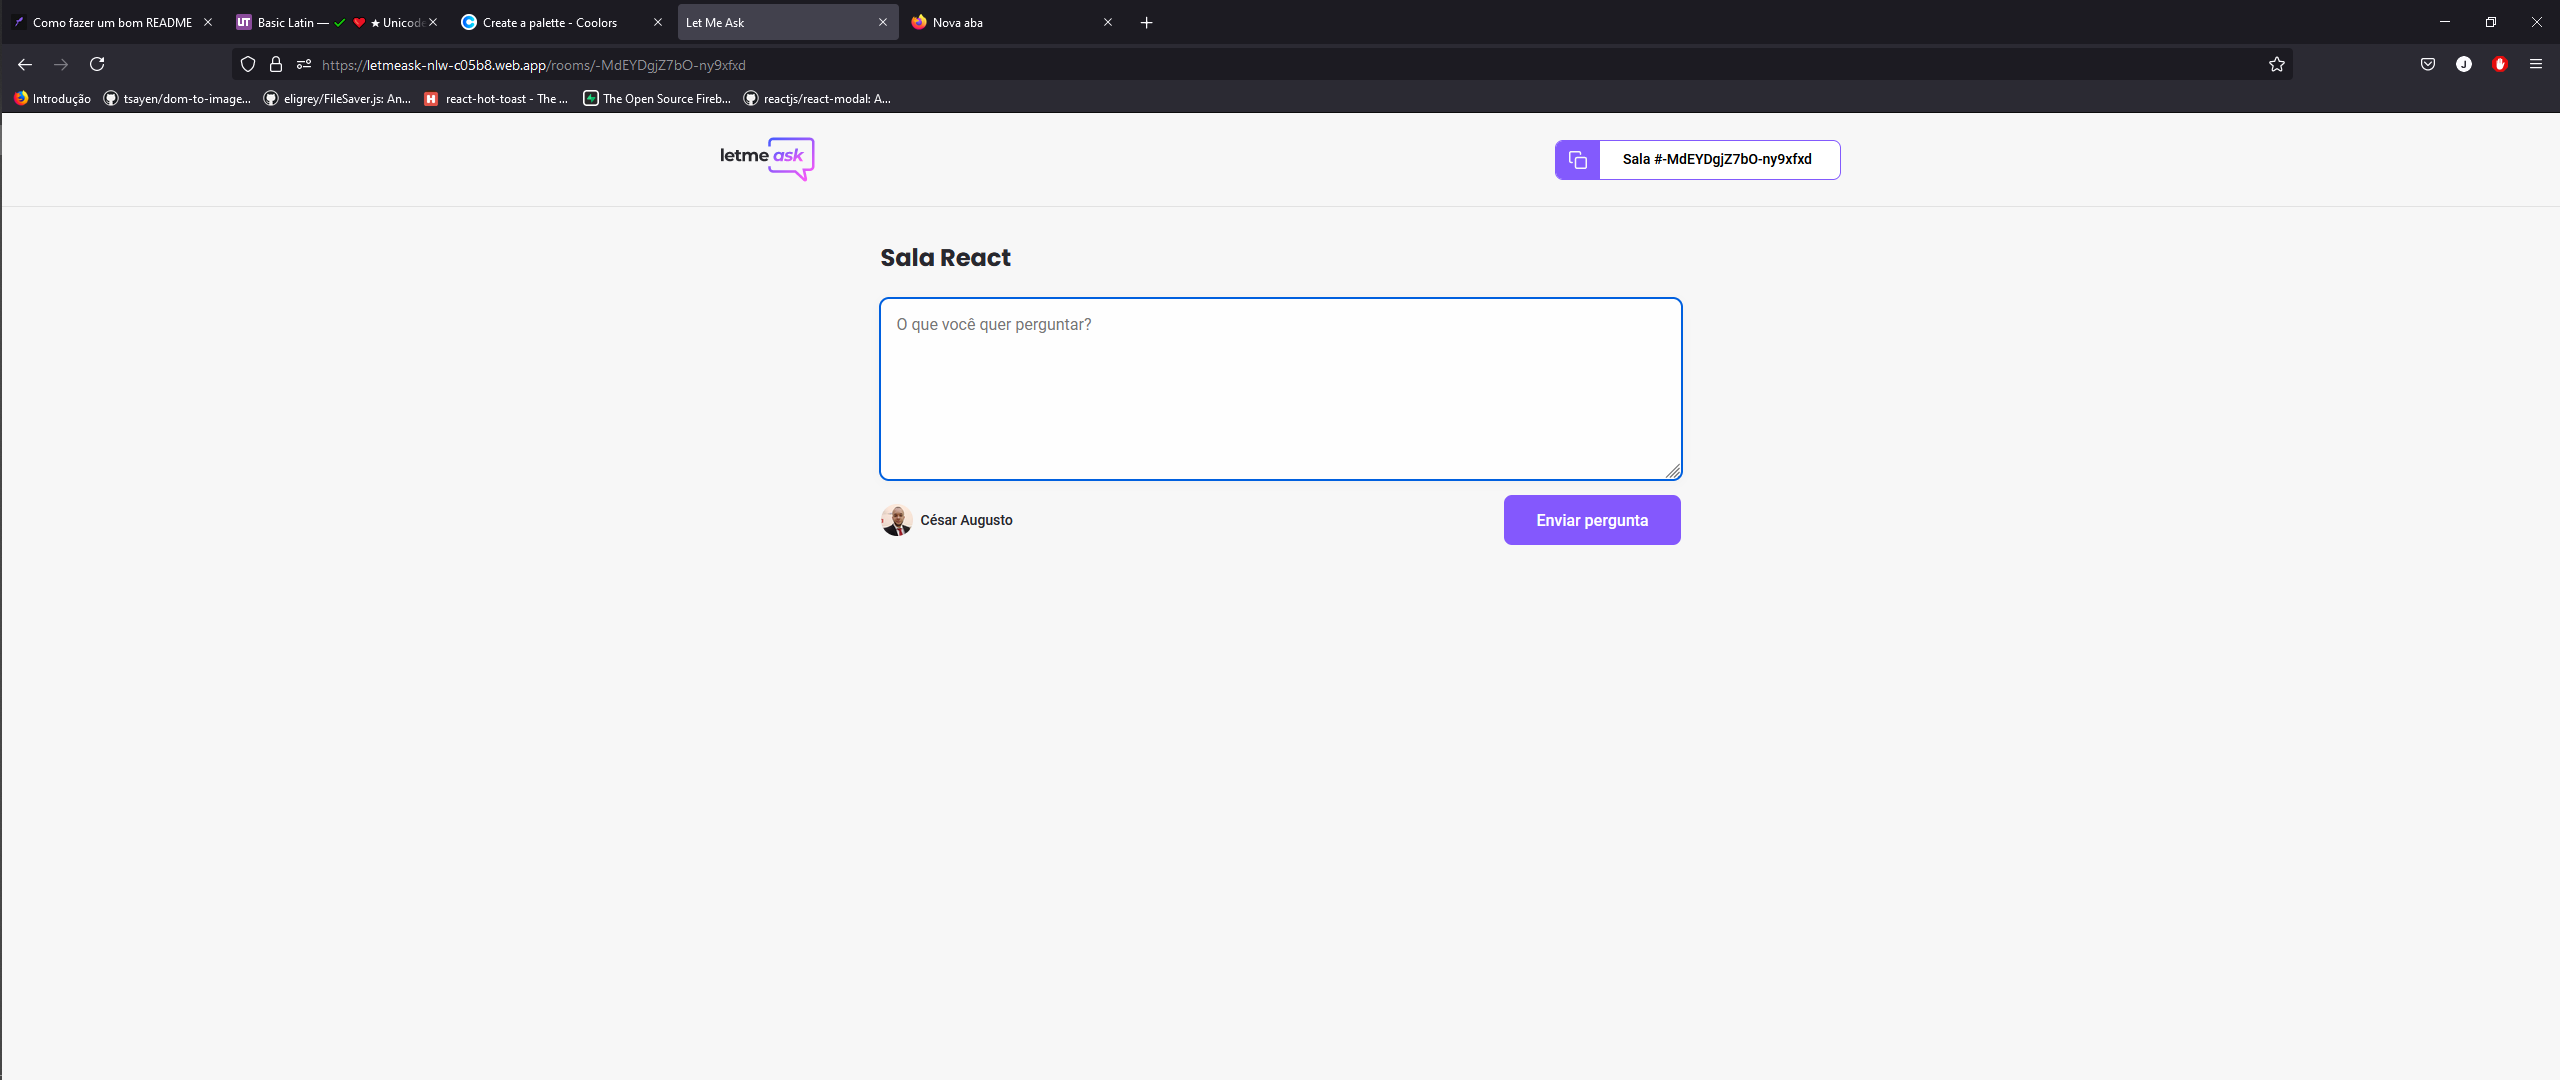 Como fazer um bom README
Basic Latin — ✓ ❤ ★ Unicode
Create a palette - Coolors
Let Me Ask
Nova aba
https://letmeask-nlw-c05b8.web.app/rooms/-MdEYDgjZ7bO-ny9xfxd
Introdução
tsayen/dom-to-image...
eligrey/FileSaver.js: An...
react-hot-toast - The ...
The Open Source Fireb...
reactjs/react-modal: A...
letme ask
Sala #-MdEYDgjZ7bO-ny9xfxd
Sala React
O que você quer perguntar?
César Augusto
Enviar pergunta